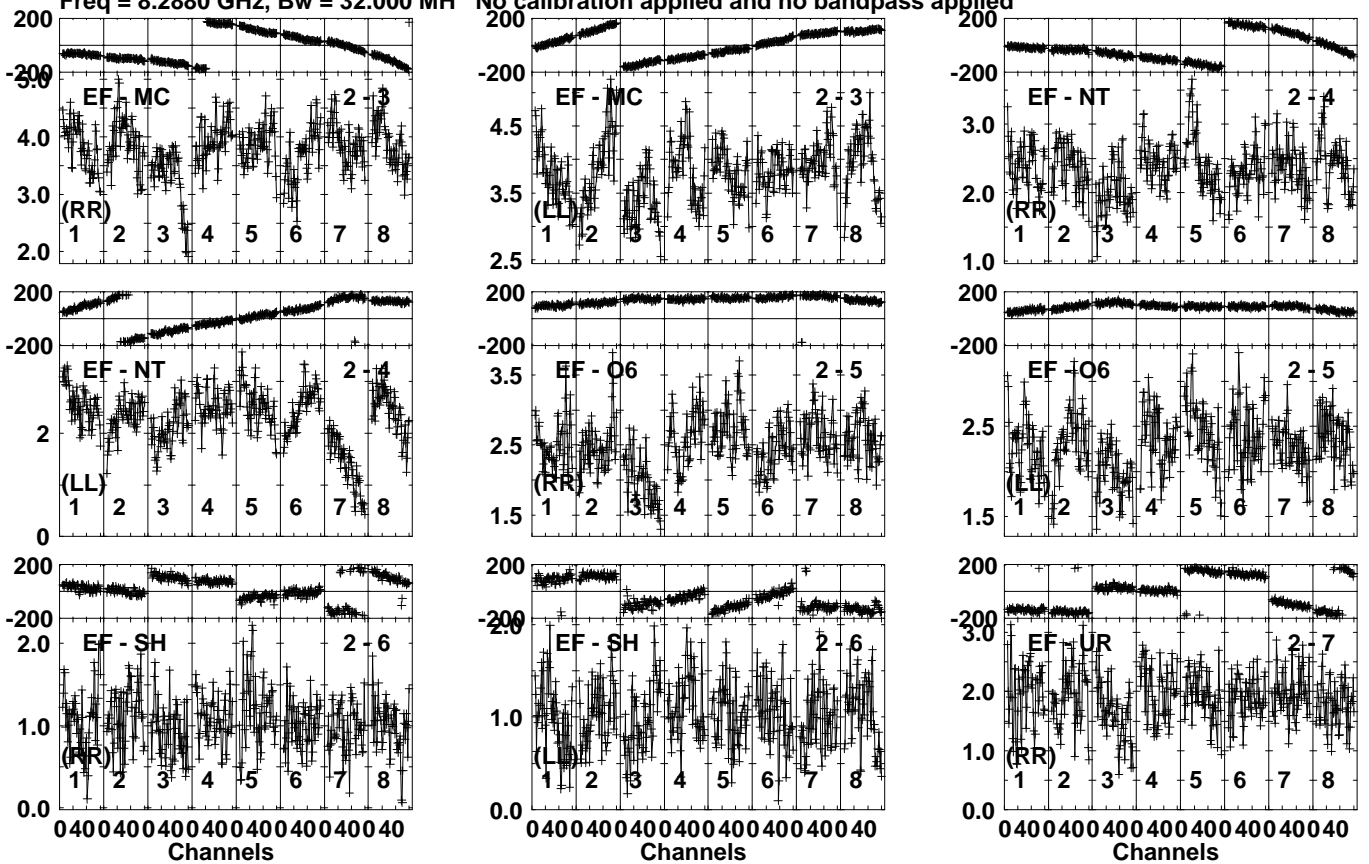 Freq = 8.2880 GHz, Bw = 32.000 MH No calibration applied and no bandpass applied
200
-200
5.0
4.0
3.0
2.0
EF - MC 2 - 3
(RR)
1 2 3 4 5 6 7 8
200
-200
4.5
3.5
2.5
EF - MC 2 - 3
(LL)
1 2 3 4 5 6 7 8
200
-200
3.0
2.0
1.0
EF - NT 2 - 4
(RR)
1 2 3 4 5 6 7 8
200
-200
2
0
EF - NT 2 - 4
(LL)
1 2 3 4 5 6 7 8
200
-200
3.5
2.5
1.5
EF - O6 2 - 5
(RR)
1 2 3 4 5 6 7 8
200
-200
2.5
1.5
EF - O6 2 - 5
(LL)
1 2 3 4 5 6 7 8
200
-200
2.0
1.0
0.0
EF - SH 2 - 6
(RR)
1 2 3 4 5 6 7 8
0 40 0 40 0 40 0 40 0 40 0 40 0 40 0 40
Channels
200
-200
2.0
1.0
0.0
EF - SH 2 - 6
(LL)
1 2 3 4 5 6 7 8
0 40 0 40 0 40 0 40 0 40 0 40 0 40 0 40
Channels
200
-200
3.0
2.0
1.0
0.0
EF - UR 2 - 7
(RR)
1 2 3 4 5 6 7 8
0 40 0 40 0 40 0 40 0 40 0 40 0 40 0 40
Channels